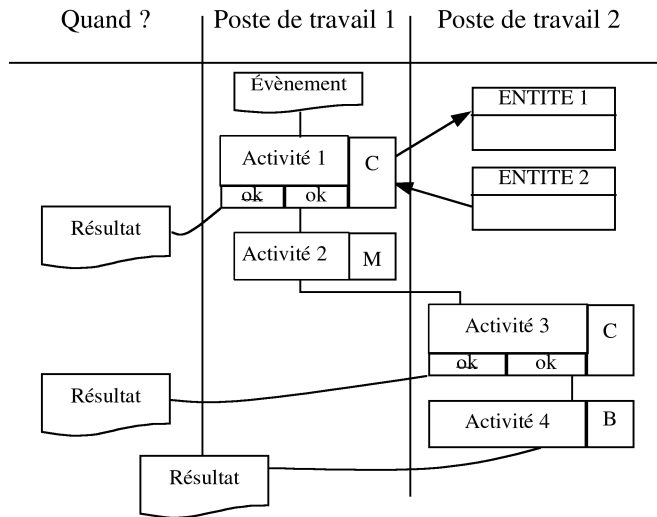 Quand ?
Poste de travail 1
Poste de travail 2
Évènement
ENTITE 1
Activité 1
C
ENTITE 2
ok
ok
Résultat
Activité 2
M
Activité 3
C
ok
ok
Résultat
Activité 4
B
Résultat